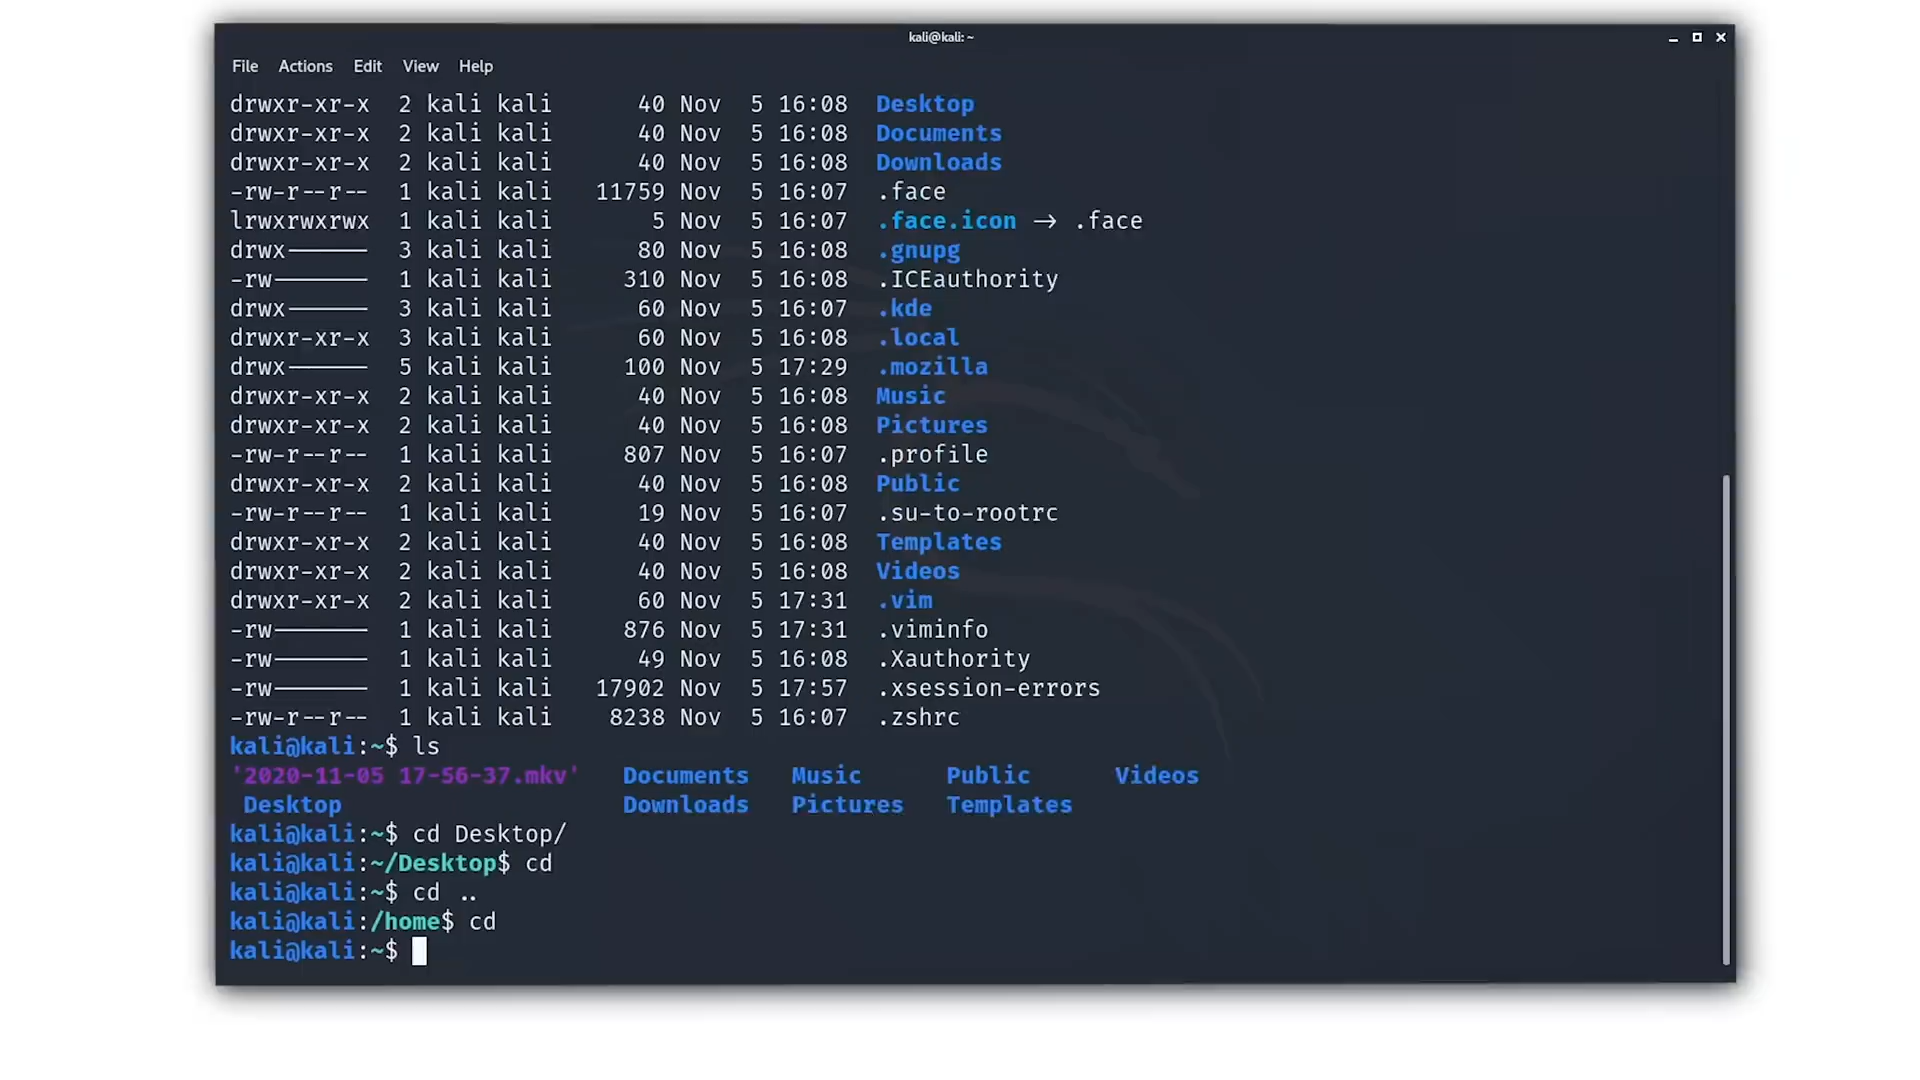 kali@kali: ~
File Actions Edit View Help
drwxr-xr-x 2 kali kali 40 Nov 5 16:08 Desktop
drwxr-xr-x 2 kali kali 40 Nov 5 16:08 Documents
drwxr-xr-x 2 kali kali 40 Nov 5 16:08 Downloads
-rw-r--r-- 1 kali kali 11759 Nov 5 16:07 .face
lrwxrwxrwx 1 kali kali 5 Nov 5 16:07 .face.icon → .face
drwx------ 3 kali kali 80 Nov 5 16:08 .gnupg
-rw------- 1 kali kali 310 Nov 5 16:08 .ICEauthority
drwx------ 3 kali kali 60 Nov 5 16:07 .kde
drwxr-xr-x 3 kali kali 60 Nov 5 16:08 .local
drwx------ 5 kali kali 100 Nov 5 17:29 .mozilla
drwxr-xr-x 2 kali kali 40 Nov 5 16:08 Music
drwxr-xr-x 2 kali kali 40 Nov 5 16:08 Pictures
-rw-r--r-- 1 kali kali 807 Nov 5 16:07 .profile
drwxr-xr-x 2 kali kali 40 Nov 5 16:08 Public
-rw-r--r-- 1 kali kali 19 Nov 5 16:07 .su-to-rootrc
drwxr-xr-x 2 kali kali 40 Nov 5 16:08 Templates
drwxr-xr-x 2 kali kali 40 Nov 5 16:08 Videos
drwxr-xr-x 2 kali kali 60 Nov 5 17:31 .vim
-rw------- 1 kali kali 876 Nov 5 17:31 .viminfo
-rw------- 1 kali kali 49 Nov 5 16:08 .Xauthority
-rw------- 1 kali kali 17902 Nov 5 17:57 .xsession-errors
-rw-r--r-- 1 kali kali 8238 Nov 5 16:07 .zshrc
kali@kali:~$ ls
'2020-11-05 17-56-37.mkv' Documents Music Public Videos
Desktop Downloads Pictures Templates
kali@kali:~$ cd Desktop/
kali@kali:~/Desktop$ cd
kali@kali:~$ cd ..
kali@kali:/home$ cd
kali@kali:~$